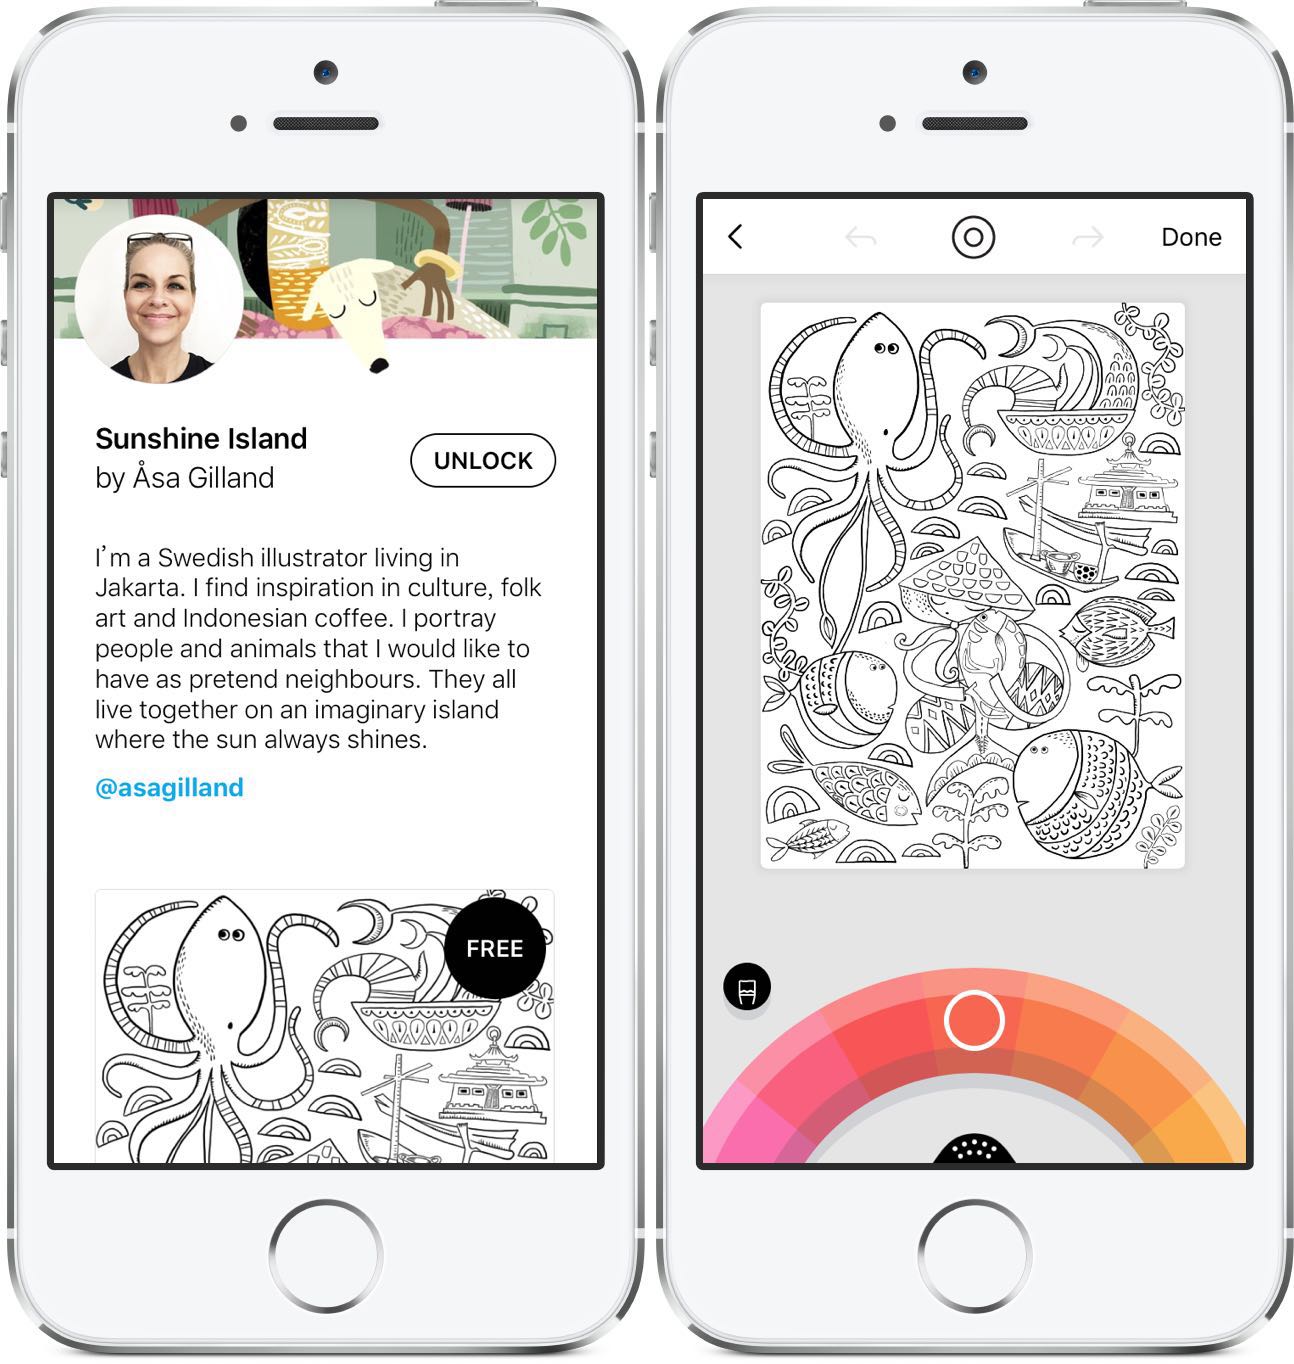 Sunshine Island
by Åsa Gilland
UNLOCK
I'm a Swedish illustrator living in
Jakarta. I find inspiration in culture, folk
art and Indonesian coffee. I portray
people and animals that I would like to
have as pretend neighbours. They all
live together on an imaginary island
where the sun always shines.
@asagilland
FREE
Done